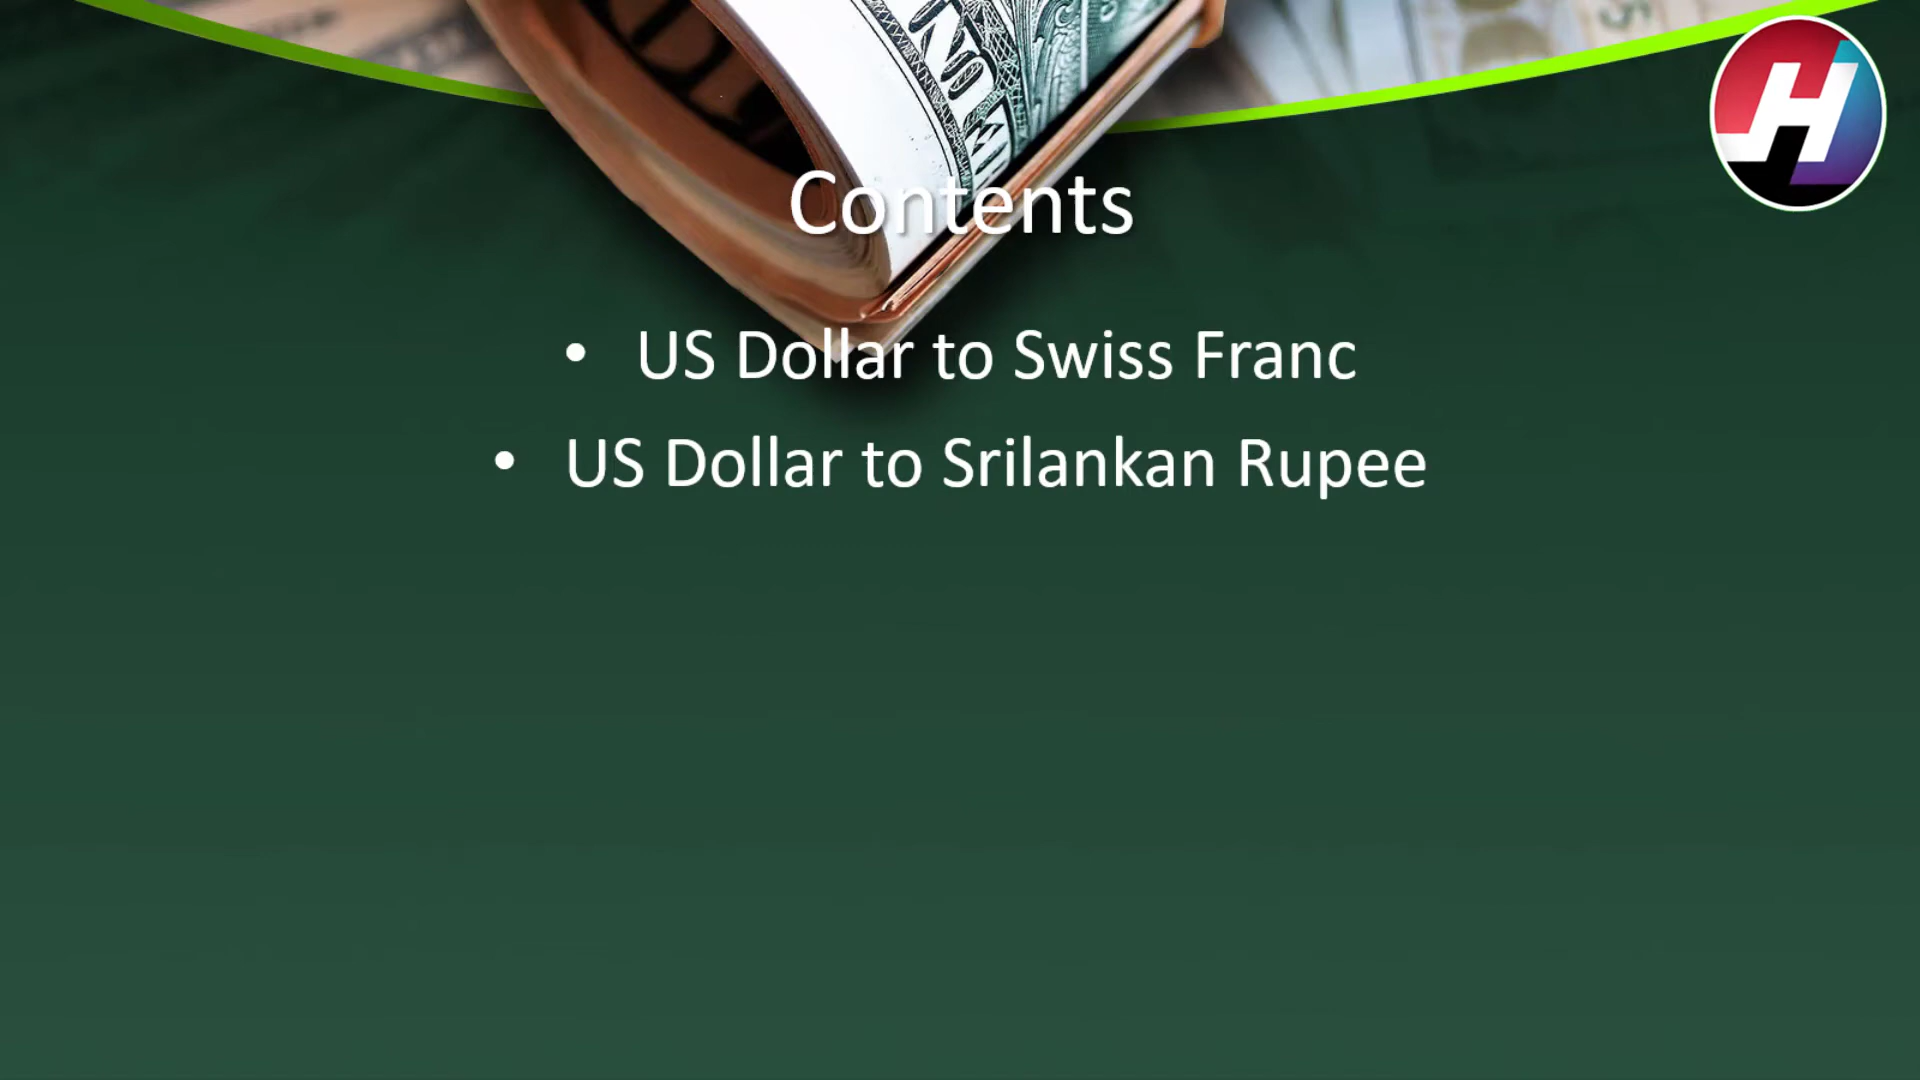 Contents
• US Dollar to Swiss Franc
• US Dollar to Srilankan Rupee
H